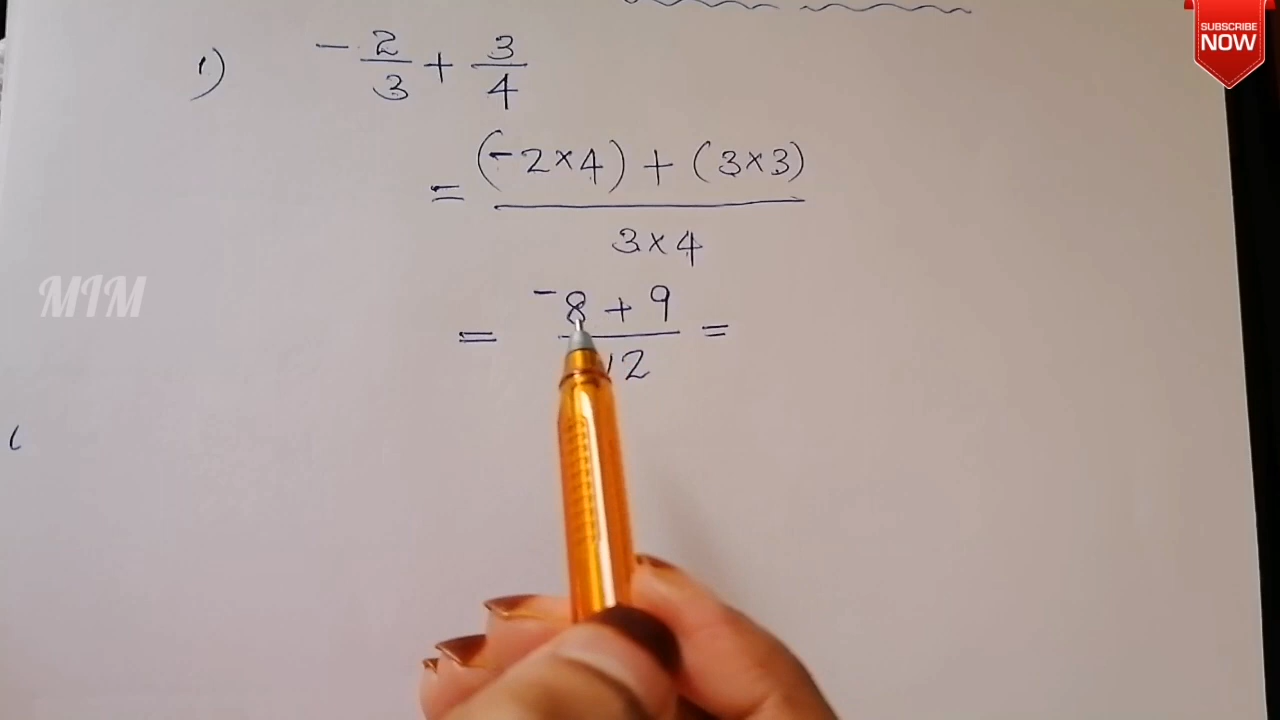 SUBSCRIBE
NOW
1) - 2/3 + 3/4
= (-2×4) + (3×3) / 3×4
= -8 + 9 / 12 =
MIM
(